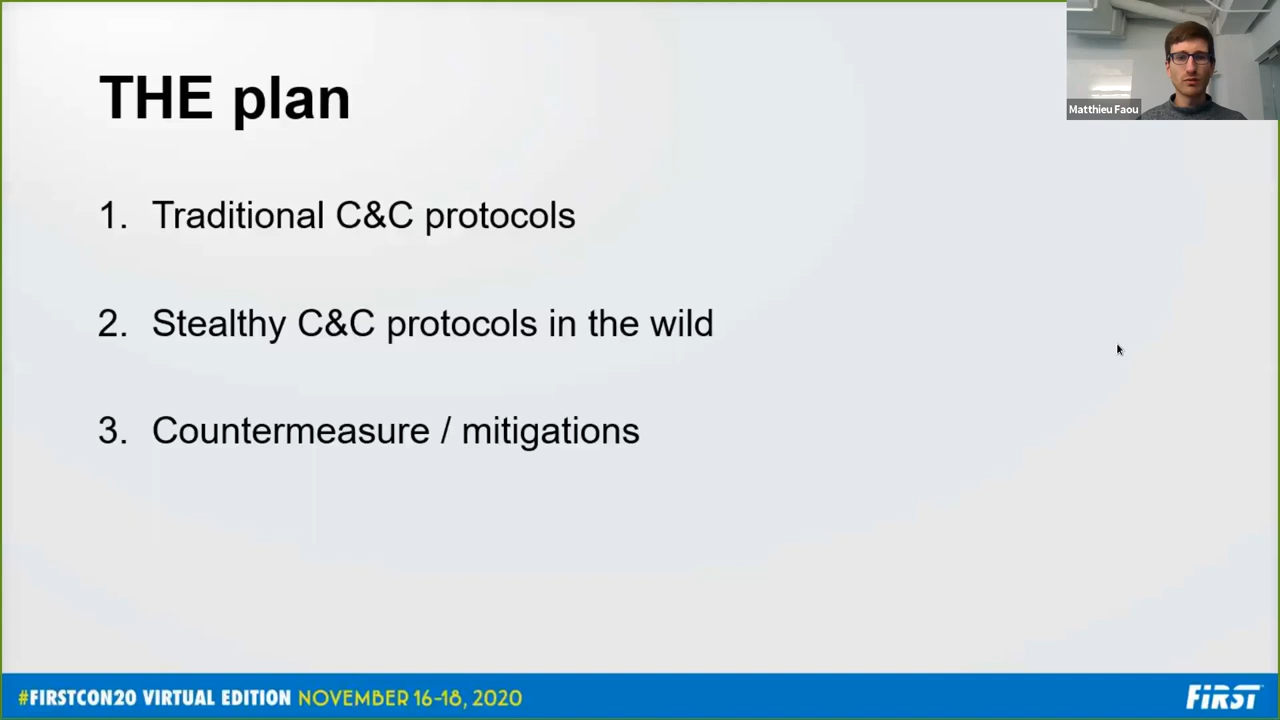 THE plan
Matthieu Faou
1. Traditional C&C protocols
2. Stealthy C&C protocols in the wild
3. Countermeasure / mitigations
#FIRSTCON20 VIRTUAL EDITION NOVEMBER 16-18, 2020
FIRST